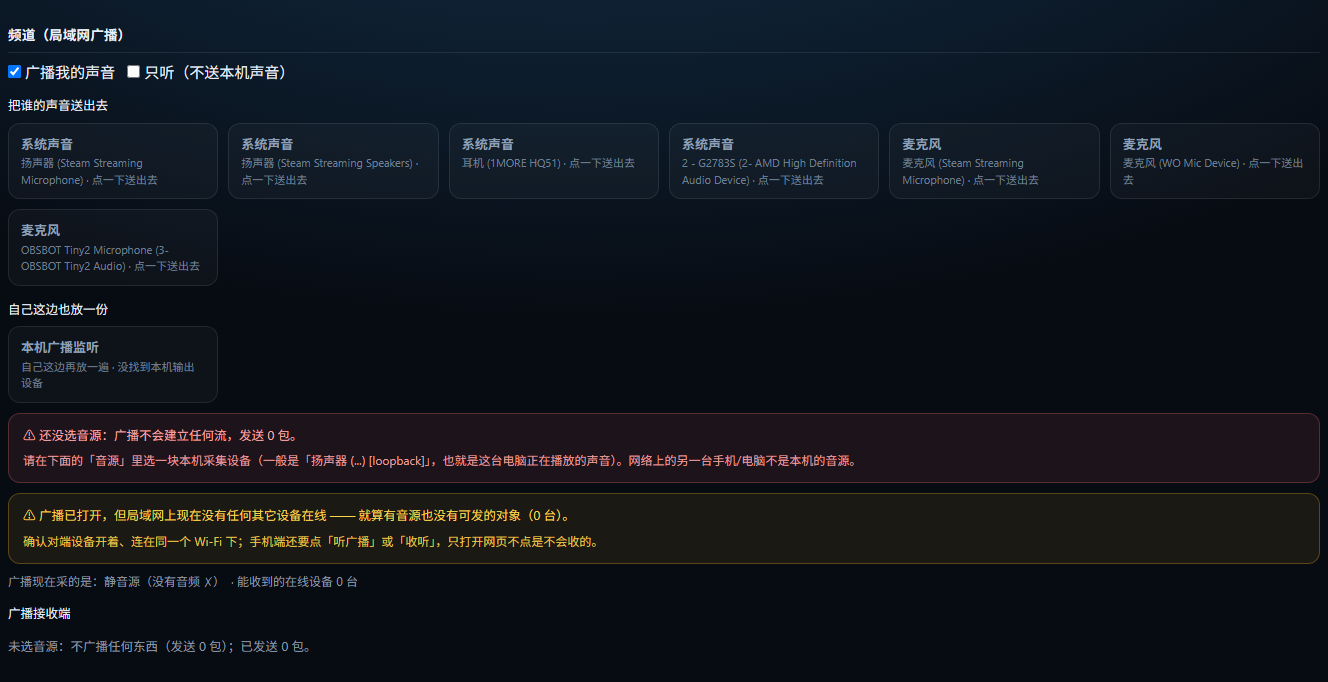 频道（局域网广播）
广播我的声音 只听（不送本机声音）
把谁的声音送出去
系统声音
扬声器 (Steam Streaming
Microphone) · 点一下送出去
系统声音
扬声器 (Steam Streaming Speakers) ·
点一下送出去
系统声音
耳机 (1MORE HQ51) · 点一下送出去
系统声音
2 - G2783S (2- AMD High Definition
Audio Device) · 点一下送出去
麦克风
麦克风 (Steam Streaming
Microphone) · 点一下送出去
麦克风
麦克风 (WO Mic Device) · 点一下送出
去
麦克风
OBSBOT Tiny2 Microphone (3-
OBSBOT Tiny2 Audio) · 点一下送出去
自己这边也放一份
本机广播监听
自己这边再放一遍 · 没找到本机输出
设备
⚠ 还没选音源：广播不会建立任何流，发送 0 包。
请在下面的「音源」里选一块本机采集设备（一般是「扬声器 (...) [loopback]」，也就是这台电脑正在播放的声音）。网络上的另一台手机/电脑不是本机的音源。
⚠ 广播已打开，但局域网上现在没有任何其它设备在线 —— 就算有音源也没有可发的对象（0 台）。
确认对端设备开着、连在同一个 Wi-Fi 下；手机端还要点「听广播」或「收听」，只打开网页不点是不会收的。
广播现在采的是：静音源（没有音频 ✗） · 能收到的在线设备 0 台
广播接收端
未选音源：不广播任何东西（发送 0 包）；已发送 0 包。